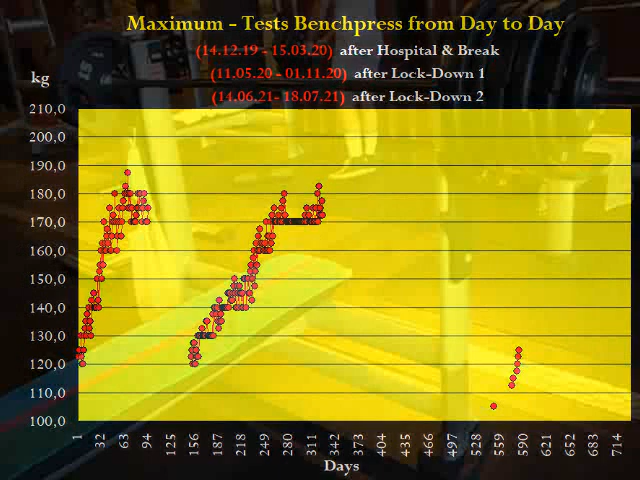 Maximum - Tests Benchpress from Day to Day
(14.12.19 - 15.03.20) after Hospital & Break
(11.05.20 - 01.11.20) after Lock-Down 1
(14.06.21- 18.07.21) after Lock-Down 2
kg
210,0
200,0
190,0
180,0
170,0
160,0
150,0
140,0
130,0
120,0
110,0
100,0
1 32 63 94 125 156 187 218 249 280 311 342 373 404 435 466 497 528 559 590 621 652 683 714
Days